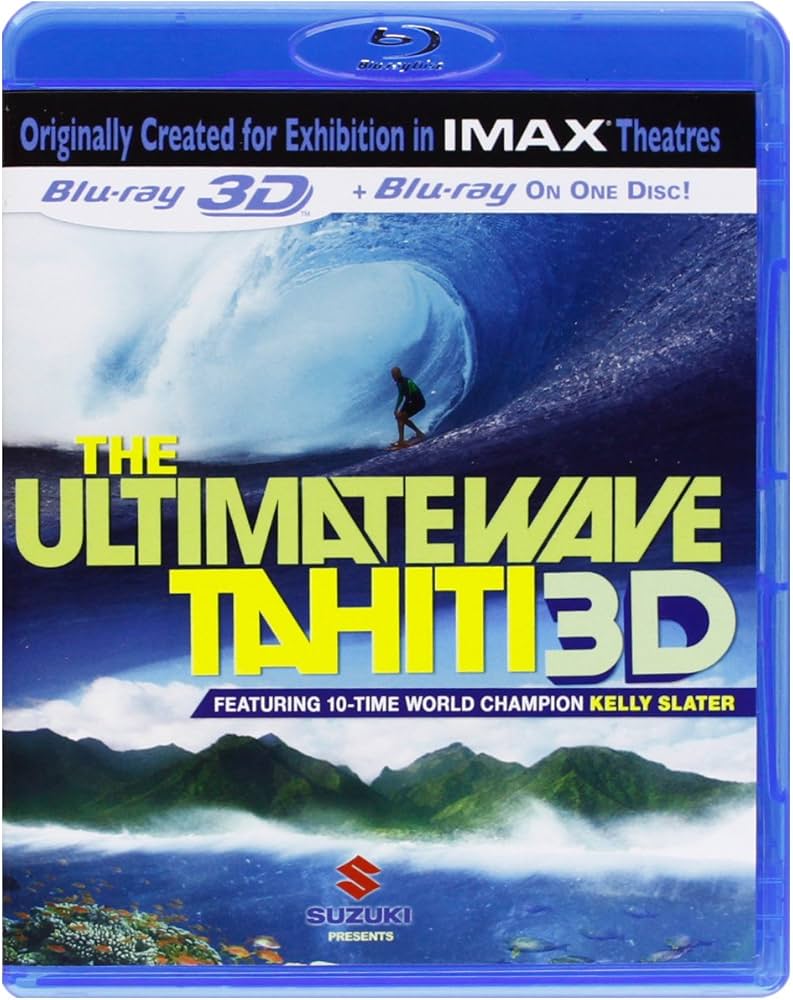 Blu-ray Disc
Originally Created for Exhibition in IMAX® Theatres
Blu-ray 3D™ + Blu-ray ON ONE DISC!
THE
ULTIMATE WAVE
TAHITI 3D
FEATURING 10-TIME WORLD CHAMPION KELLY SLATER
SUZUKI
PRESENTS